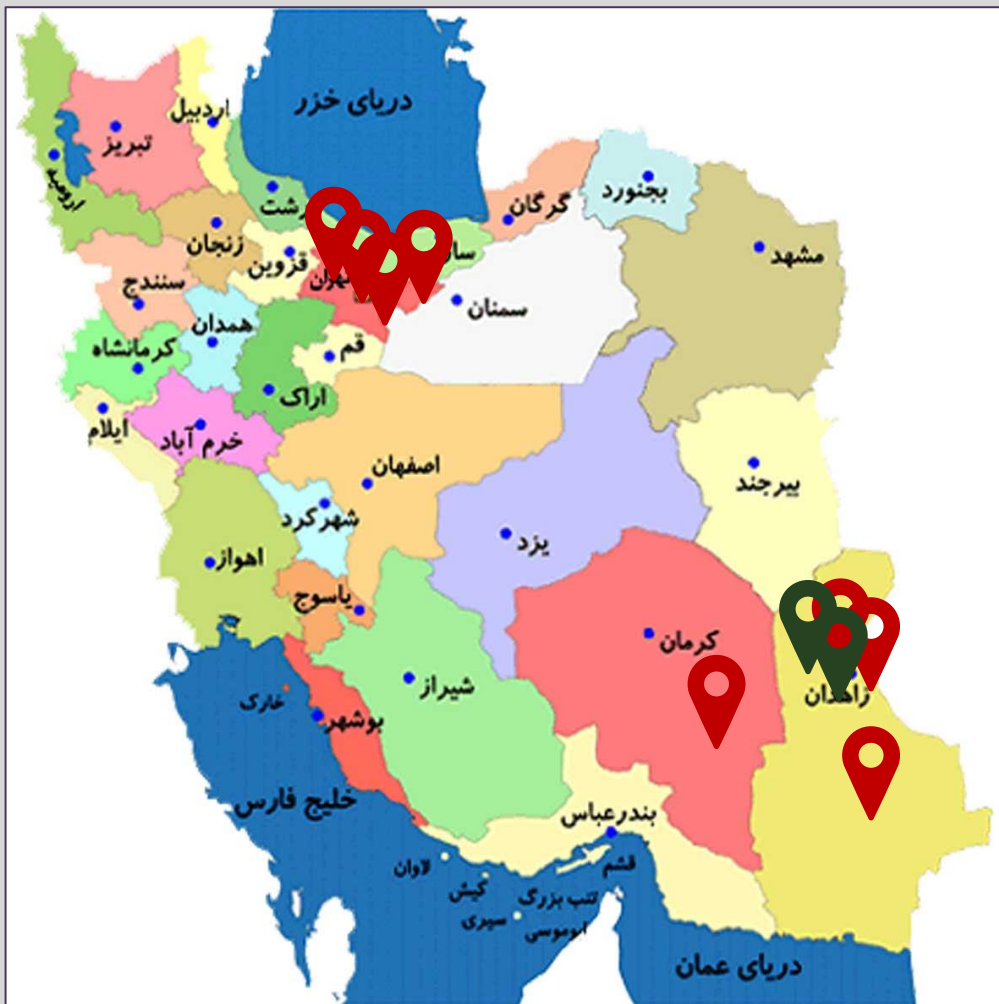 دریای خزر
اردبیل
تبریز
ارومیه
رشت
گرگان
بجنورد
مشهد
زنجان
قزوین
تهران
سمنان
سنندج
همدان
کرمانشاه
قم
اراک
ایلام
خرم آباد
اصفهان
بیرجند
شهرکرد
یزد
اهواز
یاسوج
کرمان
شیراز
زاهدان
خارک
بوشهر
خلیج فارس
بندرعباس
لاوان
کیش
قشم
تنب بزرگ
سیری
ابوموسی
دریای عمان